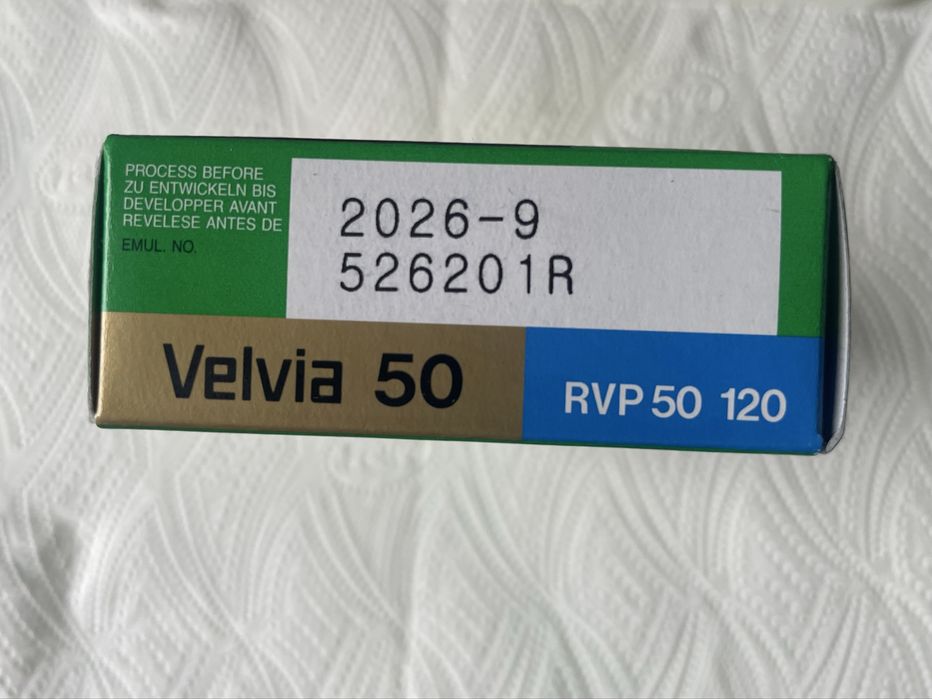 PROCESS BEFORE
ZU ENTWICKELN BIS
DEVELOPPER AVANT
REVELESE ANTES DE
EMUL. NO.
2026-9
526201R
Velvia 50
RVP 50 120